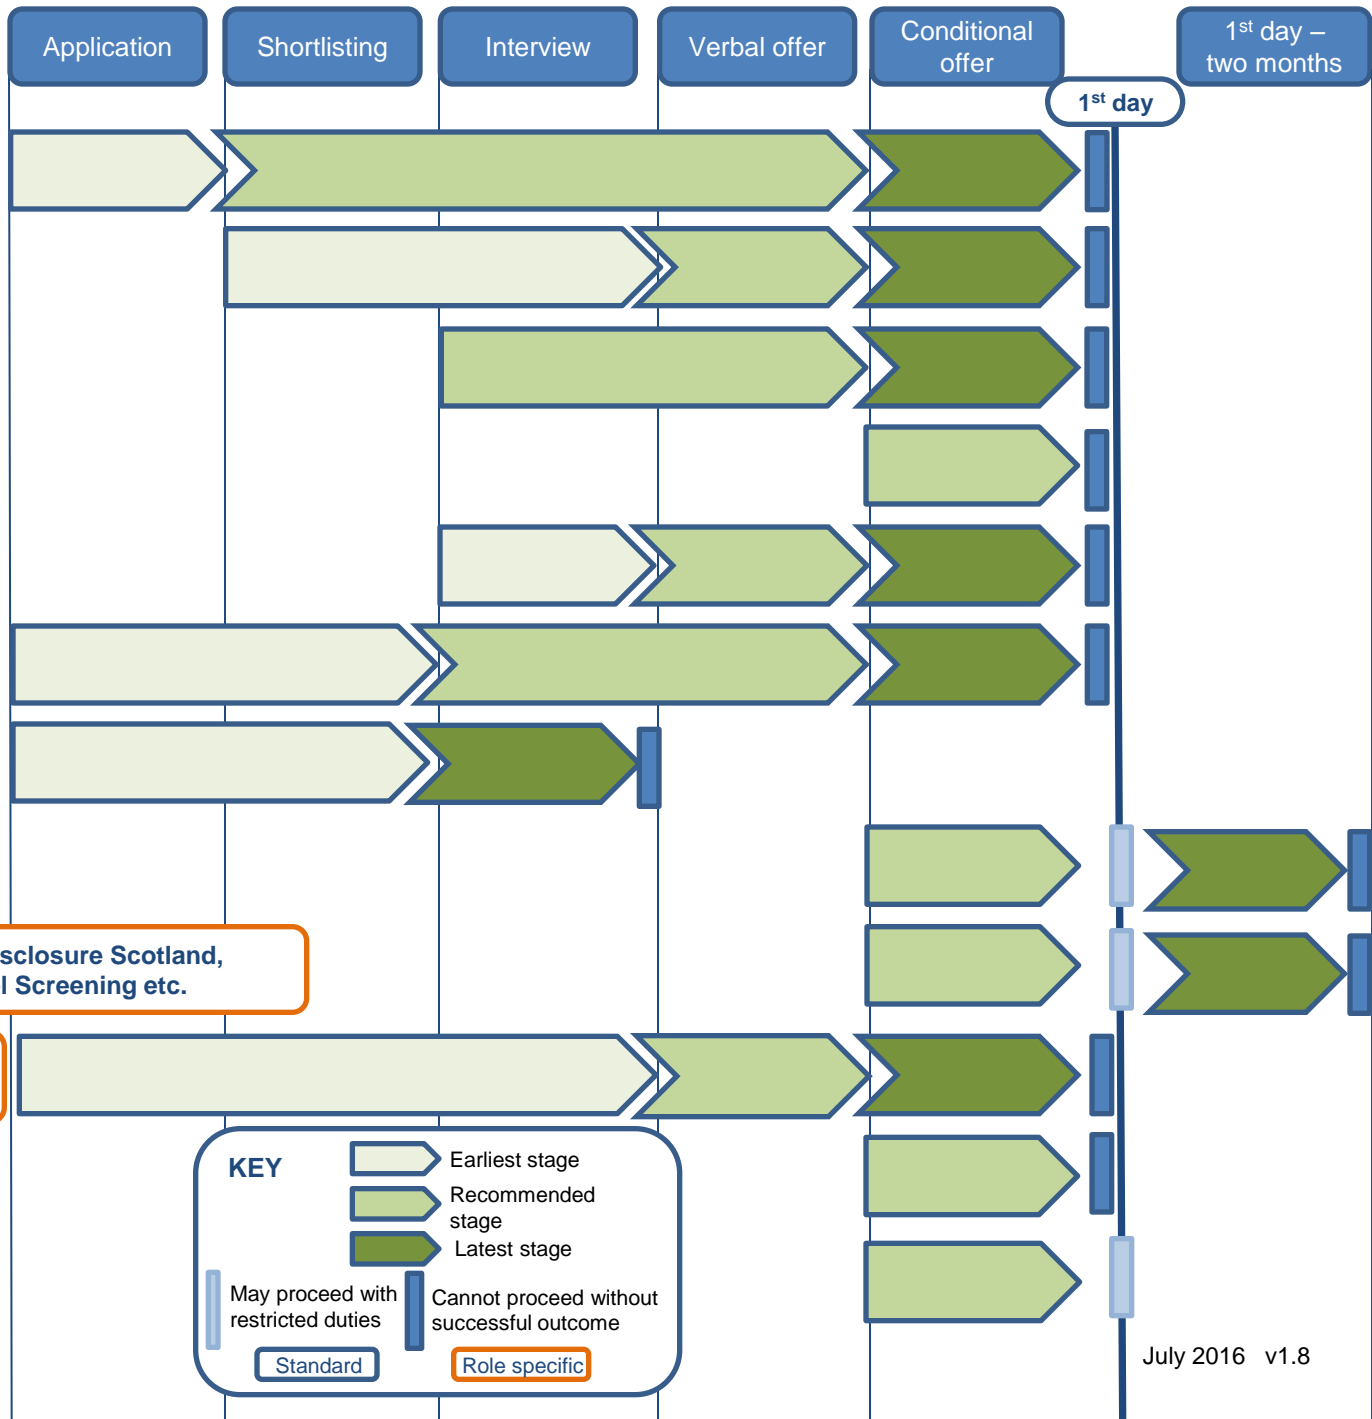 Application
Shortlisting
Interview
Verbal offer
Conditional
offer
1st day –
two months
1st day
sclosure Scotland,
l Screening etc.
KEY
Earliest stage
Recommended
stage
Latest stage
May proceed with
restricted duties
Cannot proceed without
successful outcome
Standard
Role specific
July 2016 v1.8